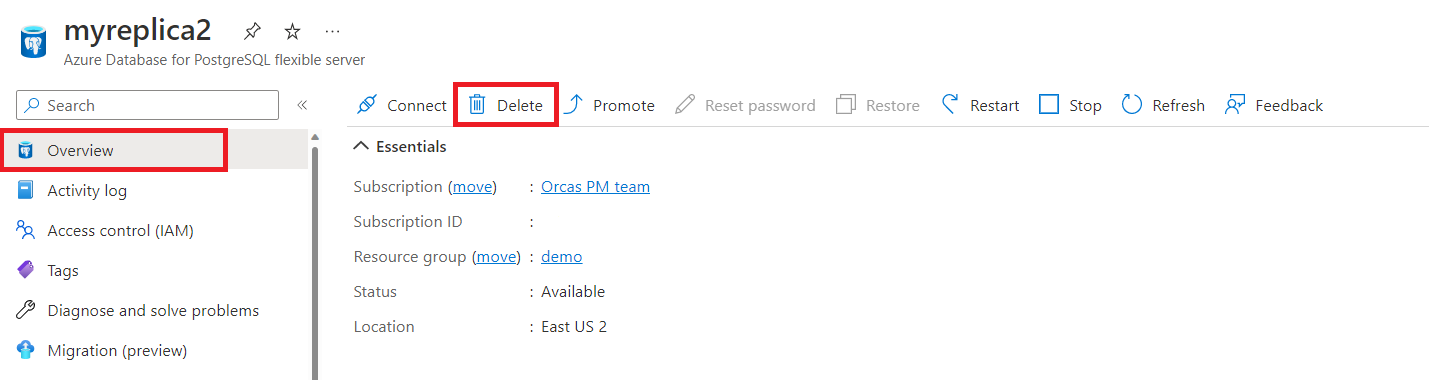 myreplica2
Azure Database for PostgreSQL flexible server
Search
Connect Delete Promote Reset password Restore Restart Stop Refresh Feedback
Overview
Activity log
Access control (IAM)
Tags
Diagnose and solve problems
Migration (preview)
Essentials
Subscription (move) : Orcas PM team
Subscription ID :
Resource group (move) : demo
Status : Available
Location : East US 2